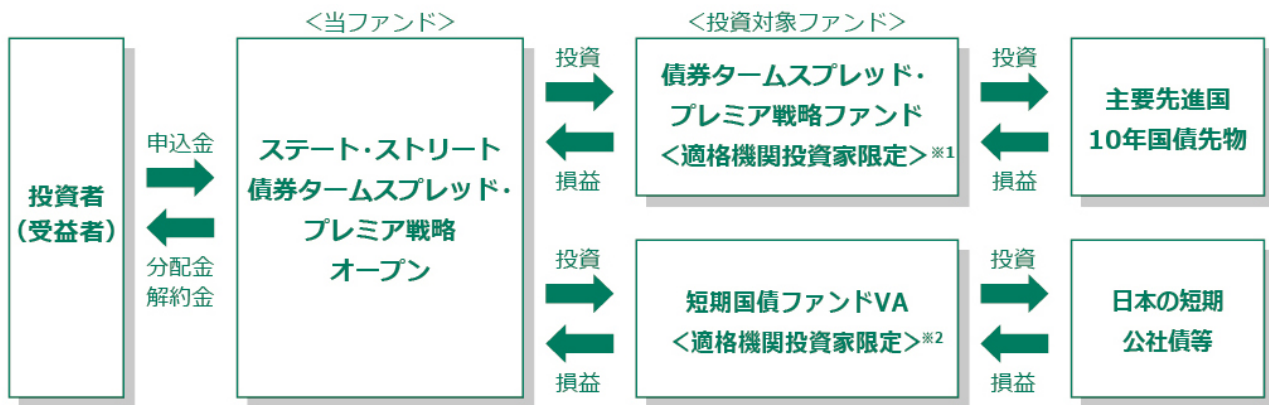 ＜当ファンド＞
＜投資対象ファンド＞
投資者
（受益者）
申込金
分配金
解約金
ステート・ストリート
債券タームスプレッド・
プレミア戦略
オープン
投資
損益
債券タームスプレッド・
プレミア戦略ファンド
＜適格機関投資家限定＞※1
投資
損益
主要先進国
10年国債先物
投資
損益
短期国債ファンドVA
＜適格機関投資家限定＞※2
投資
損益
日本の短期
公社債等